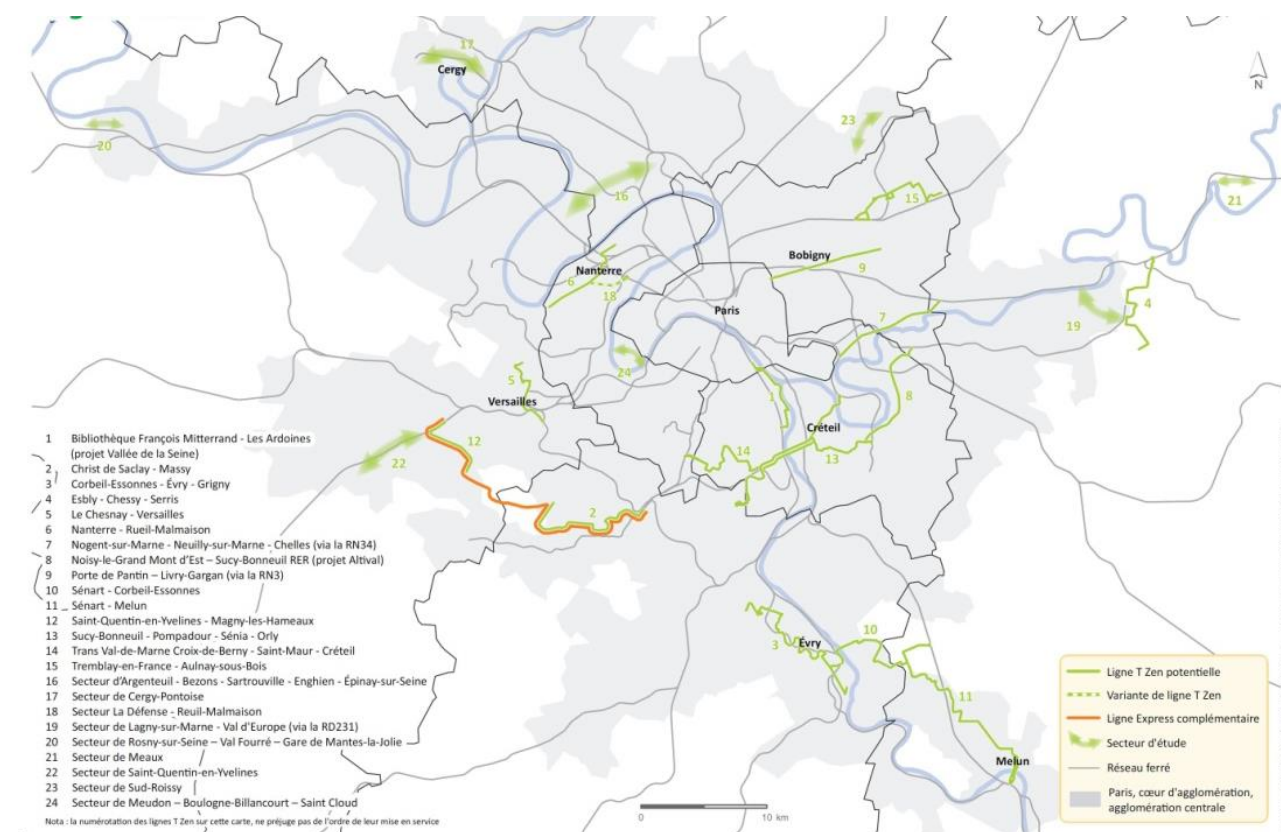 17
Cergy
N
23
20
16
15
21
Bobigny
Nanterre
9
6
18
Paris
4
19
7
24
5
Versailles
1
8
Créteil
12
14
13
22
2
3
Évry
10
11
Melun
1 Bibliothèque François Mitterrand - Les Ardoines
(projet Vallée de la Seine)
2 Christ de Saclay - Massy
3 Corbeil-Essonnes - Évry - Grigny
4 Esbly - Chessy - Serris
5 Le Chesnay - Versailles
6 Nanterre - Rueil-Malmaison
7 Nogent-sur-Marne - Neuilly-sur-Marne - Chelles (via la RN34)
8 Noisy-le-Grand Mont d'Est – Sucy-Bonneuil RER (projet Altival)
9 Porte de Pantin – Livry-Gargan (via la RN3)
10 Sénart - Corbeil-Essonnes
11 Sénart - Melun
12 Saint-Quentin-en-Yvelines - Magny-les-Hameaux
13 Sucy-Bonneuil - Pompadour - Sénia - Orly
14 Trans Val-de-Marne Croix-de-Berny - Saint-Maur - Créteil
15 Tremblay-en-France - Aulnay-sous-Bois
16 Secteur d'Argenteuil - Bezons - Sartrouville - Enghien - Épinay-sur-Seine
17 Secteur de Cergy-Pontoise
18 Secteur La Défense - Reuil-Malmaison
19 Secteur de Lagny-sur-Marne - Val d'Europe (via la RD231)
20 Secteur de Rosny-sur-Seine – Val Fourré – Gare de Mantes-la-Jolie
21 Secteur de Meaux
22 Secteur de Saint-Quentin-en-Yvelines
23 Secteur de Sud-Roissy
24 Secteur de Meudon – Boulogne-Billancourt – Saint Cloud
Nota : la numérotation des lignes T Zen sur cette carte, ne préjuge pas de l'ordre de leur mise en service
0 10 km
Ligne T Zen potentielle
Variante de ligne T Zen
Ligne Express complémentaire
Secteur d'étude
Réseau ferré
Paris, cœur d'agglomération,
agglomération centrale